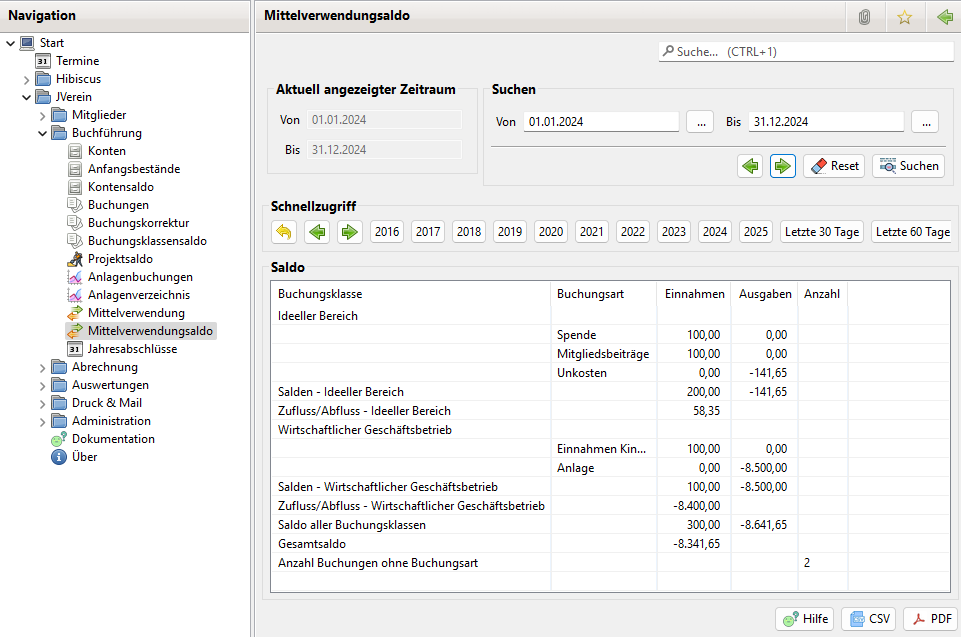 Navigation
Start
31 Termine
Hibiscus
JVerein
Mitglieder
Buchführung
Konten
Anfangsbestände
Kontensaldo
Buchungen
Buchungskorrektur
Buchungsklassensaldo
Projektsaldo
Anlagenbuchungen
Anlagenverzeichnis
Mittelverwendung
Mittelverwendungsaldo
31 Jahresabschlüsse
Abrechnung
Auswertungen
Druck & Mail
Administration
Dokumentation
Über
Mittelverwendungsaldo
Suche... (CTRL+1)
Aktuell angezeigter Zeitraum
Von 01.01.2024
Bis 31.12.2024
Suchen
Von 01.01.2024 ... Bis 31.12.2024 ...
Reset Suchen
Schnellzugriff
2016 2017 2018 2019 2020 2021 2022 2023 2024 2025 Letzte 30 Tage Letzte 60 Tage
Saldo
Buchungsklasse Buchungsart Einnahmen Ausgaben Anzahl
Ideeller Bereich
Spende 100,00 0,00
Mitgliedsbeiträge 100,00 0,00
Unkosten 0,00 -141,65
Salden - Ideeller Bereich 200,00 -141,65
Zufluss/Abfluss - Ideeller Bereich 58,35
Wirtschaftlicher Geschäftsbetrieb
Einnahmen Kin... 100,00 0,00
Anlage 0,00 -8.500,00
Salden - Wirtschaftlicher Geschäftsbetrieb 100,00 -8.500,00
Zufluss/Abfluss - Wirtschaftlicher Geschäftsbetrieb -8.400,00
Saldo aller Buchungsklassen 300,00 -8.641,65
Gesamtsaldo -8.341,65
Anzahl Buchungen ohne Buchungsart 2
Hilfe CSV PDF